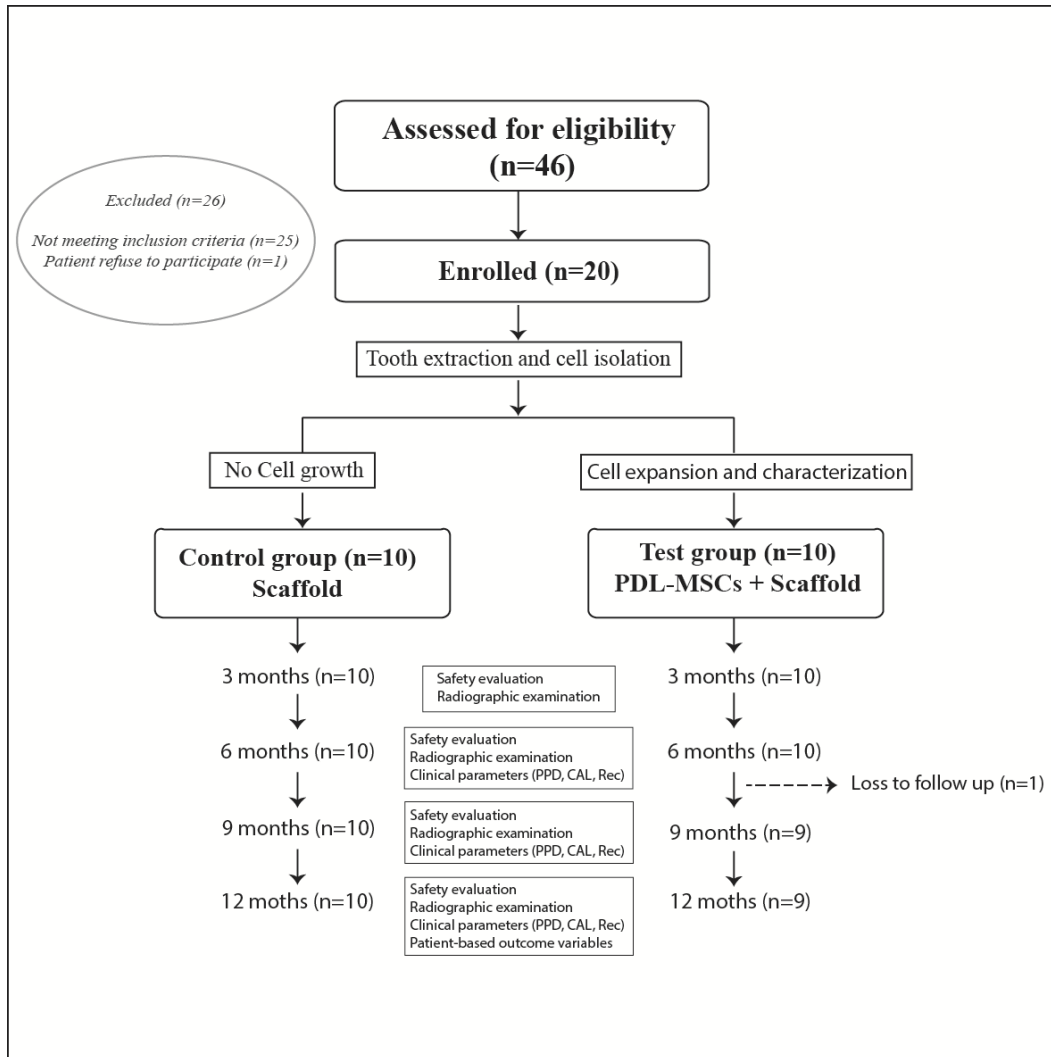 Assessed for eligibility
(n=46)
Excluded (n=26)
Not meeting inclusion criteria (n=25)
Patient refuse to participate (n=1)
Enrolled (n=20)
Tooth extraction and cell isolation
No Cell growth
Cell expansion and characterization
Control group (n=10)
Scaffold
Test group (n=10)
PDL-MSCs + Scaffold
3 months (n=10)
Safety evaluation
Radiographic examination
3 months (n=10)
6 months (n=10)
Safety evaluation
Radiographic examination
Clinical parameters (PPD, CAL, Rec)
6 months (n=10)
Loss to follow up (n=1)
9 months (n=10)
Safety evaluation
Radiographic examination
Clinical parameters (PPD, CAL, Rec)
9 months (n=9)
12 moths (n=10)
Safety evaluation
Radiographic examination
Clinical parameters (PPD, CAL, Rec)
Patient-based outcome variables
12 moths (n=9)